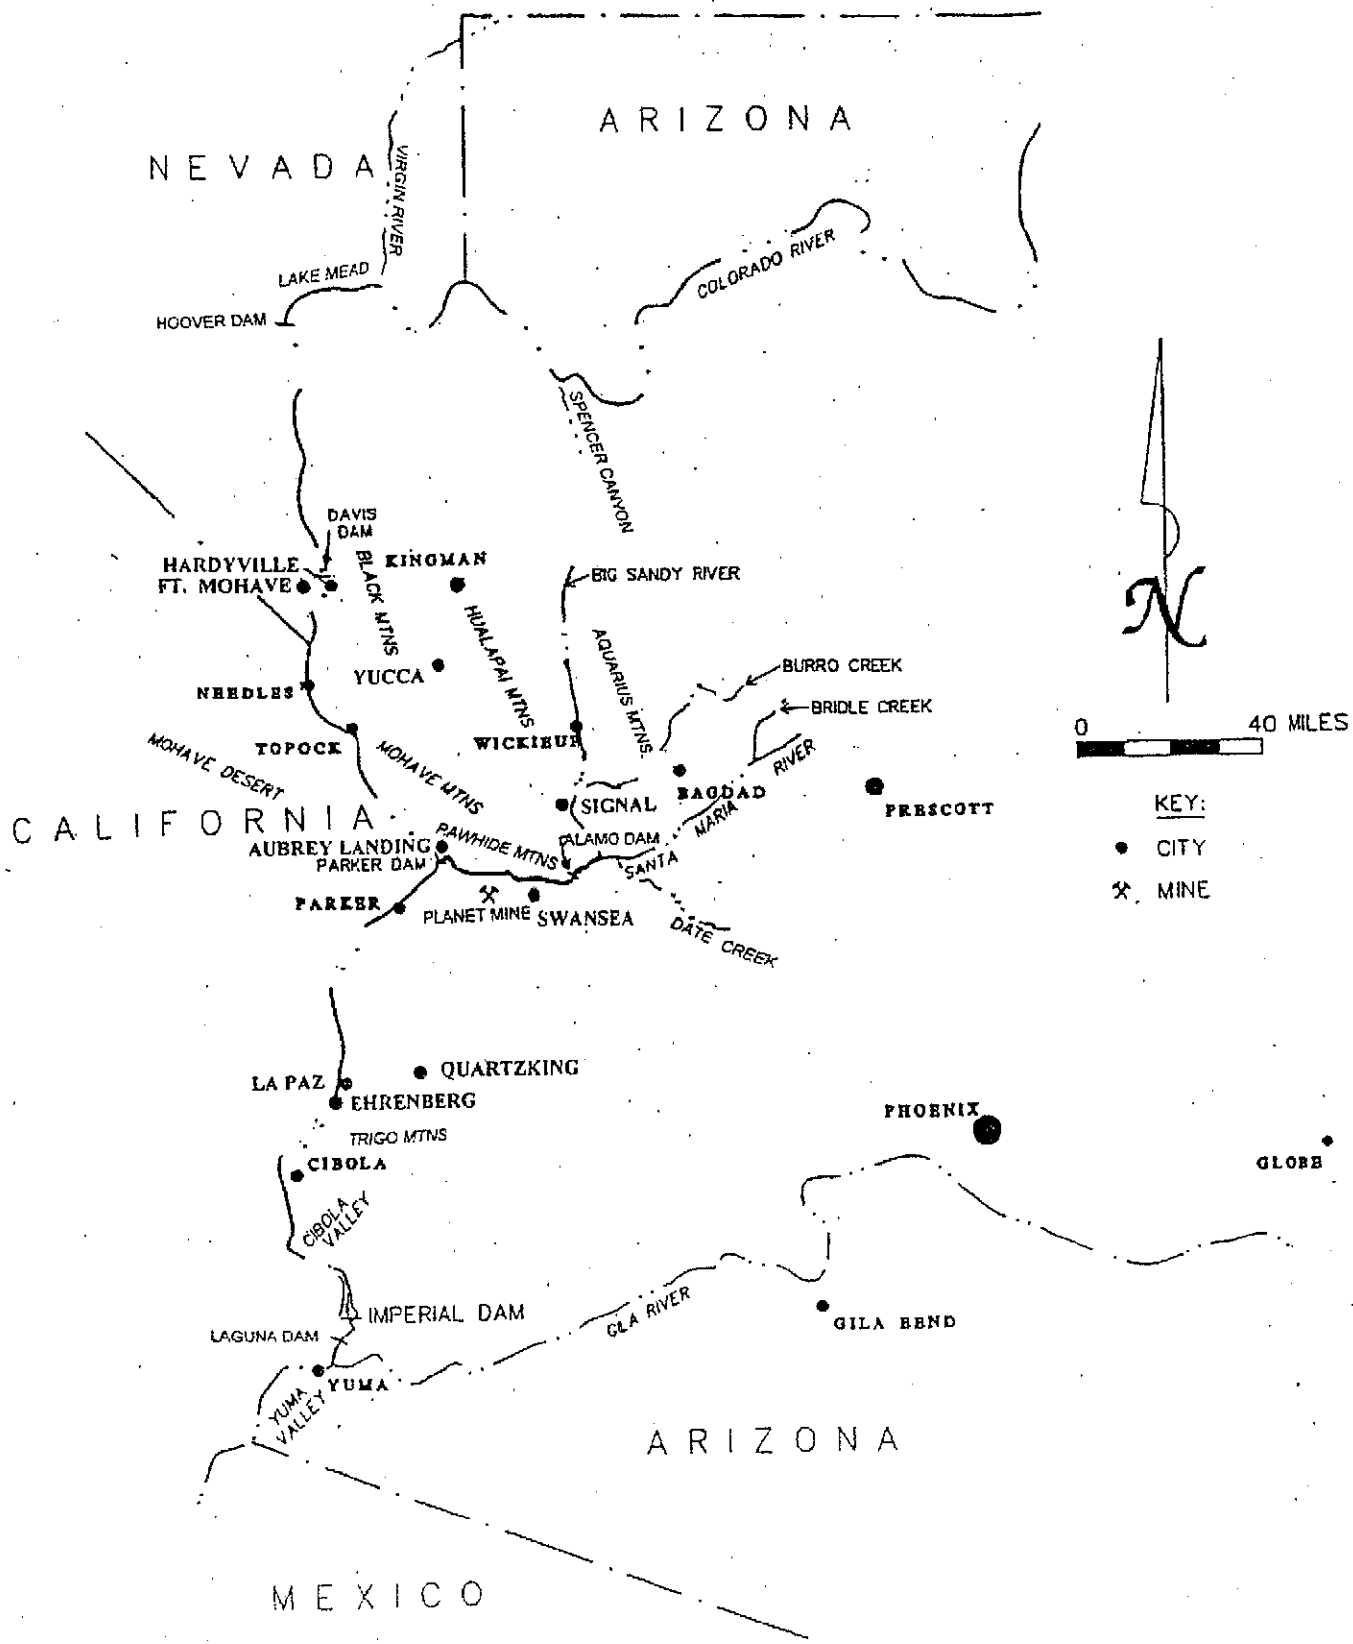 ARIZONA
NEVADA
VIRGIN RIVER
LAKE MEAD
COLORADO RIVER
HOOVER DAM
SPENCER CANYON
DAVIS
DAM
HARDYVILLE
FT. MOHAVE
BLACK MTNS
KINGMAN
BIG SANDY RIVER
HUALAPAI MTNS
AQUARIUS MTNS.
BURRO CREEK
YUCCA
NEEDLES
BRIDLE CREEK
N
0 40 MILES
TOPOCK
WICKIEUP
MOHAVE DESERT
MOHAVE MTNS
BAGDAD
SANTA MARIA RIVER
PRESCOTT
SIGNAL
KEY:
CITY
MINE
CALIFORNIA
AUBREY LANDING
RAWHIDE MTNS
ALAMO DAM
PARKER DAM
PARKER
PLANET MINE
SWANSEA
DATE CREEK
LA PAZ
QUARTZKING
EHRENBERG
TRIGO MTNS
PHOENIX
GLOBE
CIBOLA
CIBOLA
VALLEY
IMPERIAL DAM
GILA RIVER
GILA BEND
LAGUNA DAM
YUMA
YUMA
VALLEY
ARIZONA
MEXICO